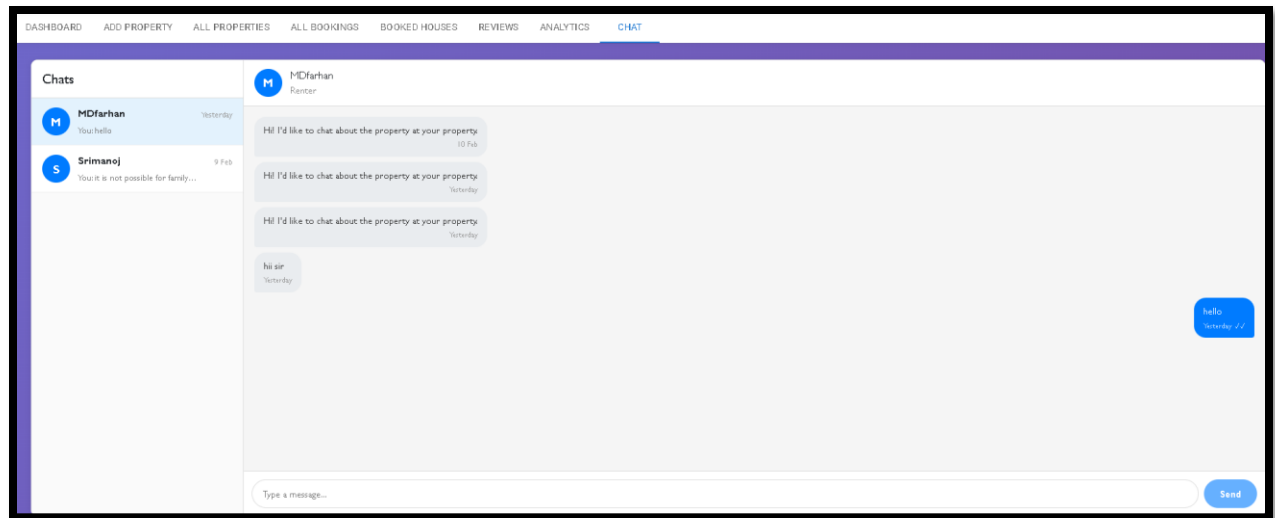 DASHBOARD ADD PROPERTY ALL PROPERTIES ALL BOOKINGS BOOKED HOUSES REVIEWS ANALYTICS CHAT
Chats
M
MDfarhan Yesterday
You: hello
S
Srimanoj 9 Feb
You: it is not possible for family...
M
MDfarhan
Renter
Hi! I'd like to chat about the property at your property.
10 Feb
Hi! I'd like to chat about the property at your property.
Yesterday
Hi! I'd like to chat about the property at your property.
Yesterday
hii sir
Yesterday
hello
Yesterday ✓✓
Type a message... Send